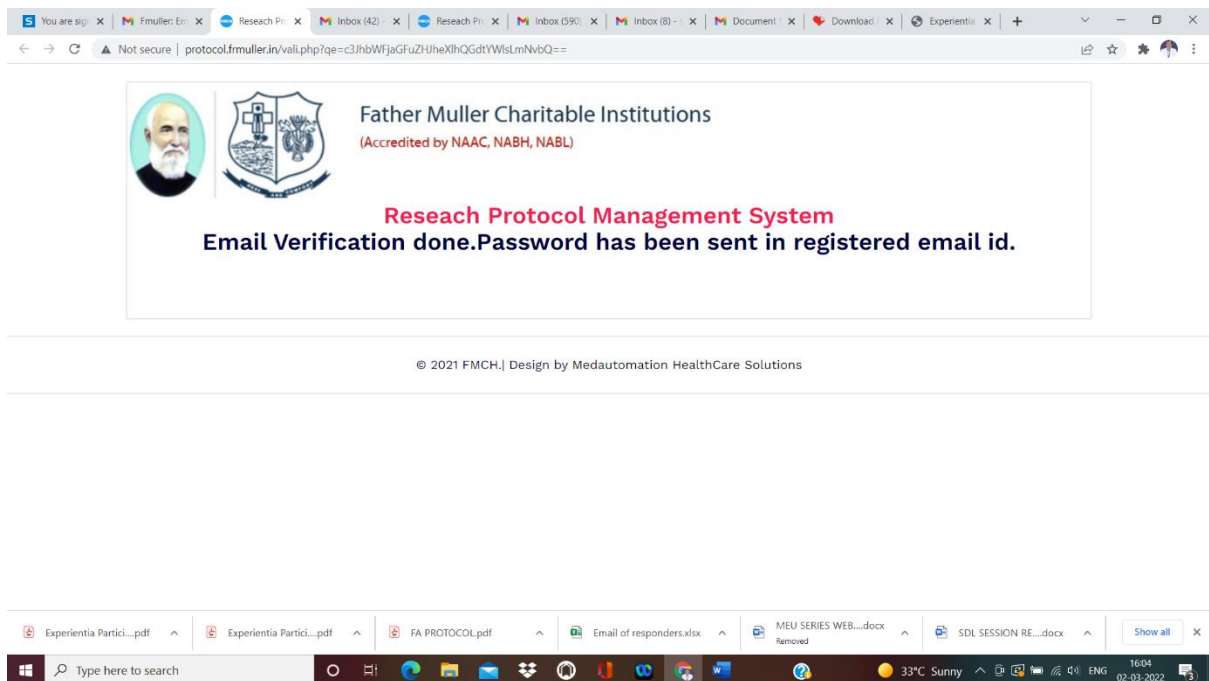 You are sig
Fmuller: Em
Reseach Pr
Inbox (42) -
Reseach Pro
Inbox (590)
Inbox (8) -
Document
Download
Experientia
Not secure | protocol.frmuller.in/vali.php?qe=c3JhbWFjaGFuZHJheXlhQGdtYWlsLmNvbQ==
Father Muller Charitable Institutions
(Accredited by NAAC, NABH, NABL)
Reseach Protocol Management System
Email Verification done.Password has been sent in registered email id.
© 2021 FMCH.| Design by Medautomation HealthCare Solutions
Experientia Partici....pdf
Experientia Partici....pdf
FA PROTOCOL.pdf
Email of responders.xlsx
MEU SERIES WEB....docx
Removed
SDL SESSION RE....docx
Show all
Type here to search
33°C Sunny
ENG
16:04
02-03-2022